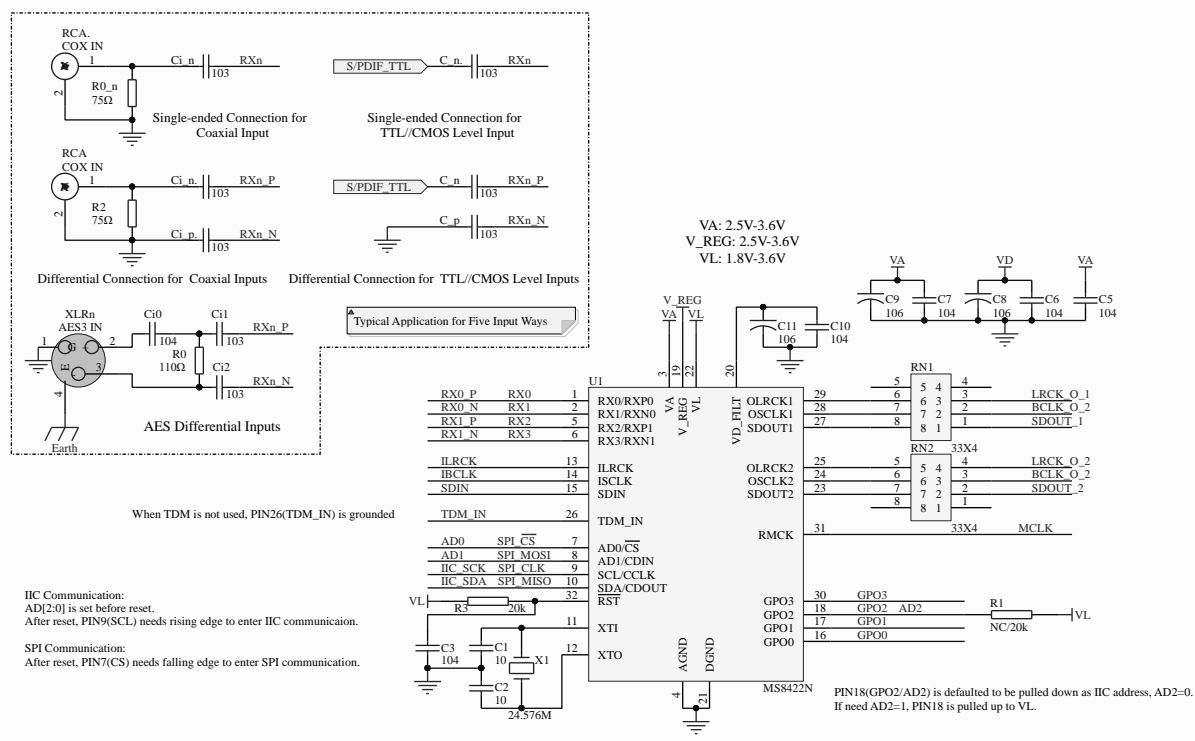 RCA.
COX IN
1
2
R0_n
75Ω
Ci_n
103
RXn
Single-ended Connection for
Coaxial Input
S/PDIF_TTL
C_n.
103
RXn
Single-ended Connection for
TTL//CMOS Level Input
RCA
COX IN
1
2
R2
75Ω
Ci_n.
103
RXn_P
Ci_p.
103
RXn_N
Differential Connection for Coaxial Inputs
S/PDIF_TTL
C_n
103
RXn_P
C_p
103
RXn_N
Differential Connection for TTL//CMOS Level Inputs
XLRn
AES3 IN
1
G
+
2
E
-
3
4
Earth
Ci0
104
R0
110Ω
Ci1
103
RXn_P
Ci2
103
RXn_N
AES Differential Inputs
Typical Application for Five Input Ways
VA: 2.5V-3.6V
V_REG: 2.5V-3.6V
VL: 1.8V-3.6V
VA
C9
106
C7
104
VD
C8
106
C6
104
VA
C5
104
V_REG
VA
VL
C11
106
C10
104
3
19
22
20
VA
V_REG
VL
VD_FILT
U1
RX0_P RX0 1 RX0/RXP0
RX0_N RX1 2 RX1/RXN0
RX1_P RX2 5 RX2/RXP1
RX1_N RX3 6 RX3/RXN1
ILRCK 13 ILRCK
IBCLK 14 ISCLK
SDIN 15 SDIN
TDM_IN 26 TDM_IN
AD0 SPI_CS 7 AD0/CS
AD1 SPI_MOSI 8 AD1/CDIN
IIC_SCK SPI_CLK 9 SCL/CCLK
IIC_SDA SPI_MISO 10 SDA/CDOUT
VL R3 20k 32 RST
11 XTI
12 XTO
C3
104
C1
10
X1
C2
10
24.576M
OLRCK1 29
OSCLK1 28
SDOUT1 27
OLRCK2 25
OSCLK2 24
SDOUT2 23
RMCK 31
GPO3 30 GPO3
GPO2 18 GPO2 AD2
GPO1 17 GPO1
GPO0 16 GPO0
R1
NC/20k
VL
RN1
5 5 4 4
6 6 3 3 LRCK_O_1
7 7 2 2 BCLK_O_2
8 8 1 1 SDOUT_1
RN2 33X4
5 5 4 4 LRCK_O_2
6 6 3 3 BCLK_O_2
7 7 2 2 SDOUT_2
8 8 1 1
33X4 MCLK
AGND
DGND
4
21
MS8422N
When TDM is not used, PIN26(TDM_IN) is grounded
IIC Communication:
AD[2:0] is set before reset.
After reset, PIN9(SCL) needs rising edge to enter IIC communicaion.
SPI Communication:
After reset, PIN7(CS) needs falling edge to enter SPI communication.
PIN18(GPO2/AD2) is defaulted to be pulled down as IIC address, AD2=0.
If need AD2=1, PIN18 is pulled up to VL.